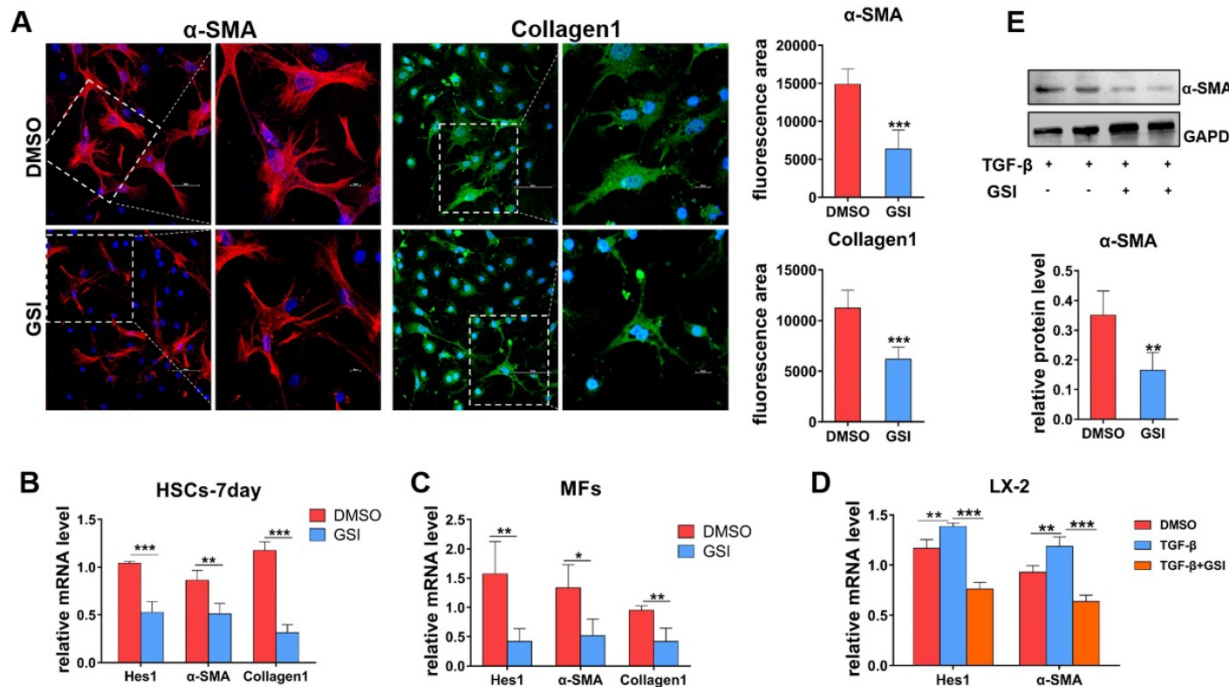 A
α-SMA
Collagen1
DMSO
GSI
α-SMA
fluorescence area
20000
15000
10000
5000
0
***
DMSO GSI
Collagen1
fluorescence area
15000
10000
5000
0
***
DMSO GSI
E
α-SMA
GAPD
TGF-β + + + +
GSI - - + +
α-SMA
relative protein level
0.5
0.4
0.3
0.2
0.1
0.0
**
DMSO GSI
B
HSCs-7day
relative mRNA level
1.5
1.0
0.5
0.0
*** ** ***
DMSO
GSI
Hes1 α-SMA Collagen1
C
MFs
relative mRNA level
2.5
2.0
1.5
1.0
0.5
0.0
** * **
DMSO
GSI
Hes1 α-SMA Collagen1
D
LX-2
relative mRNA level
1.5
1.0
0.5
0.0
** *** ** ***
DMSO
TGF-β
TGF-β+GSI
Hes1 α-SMA